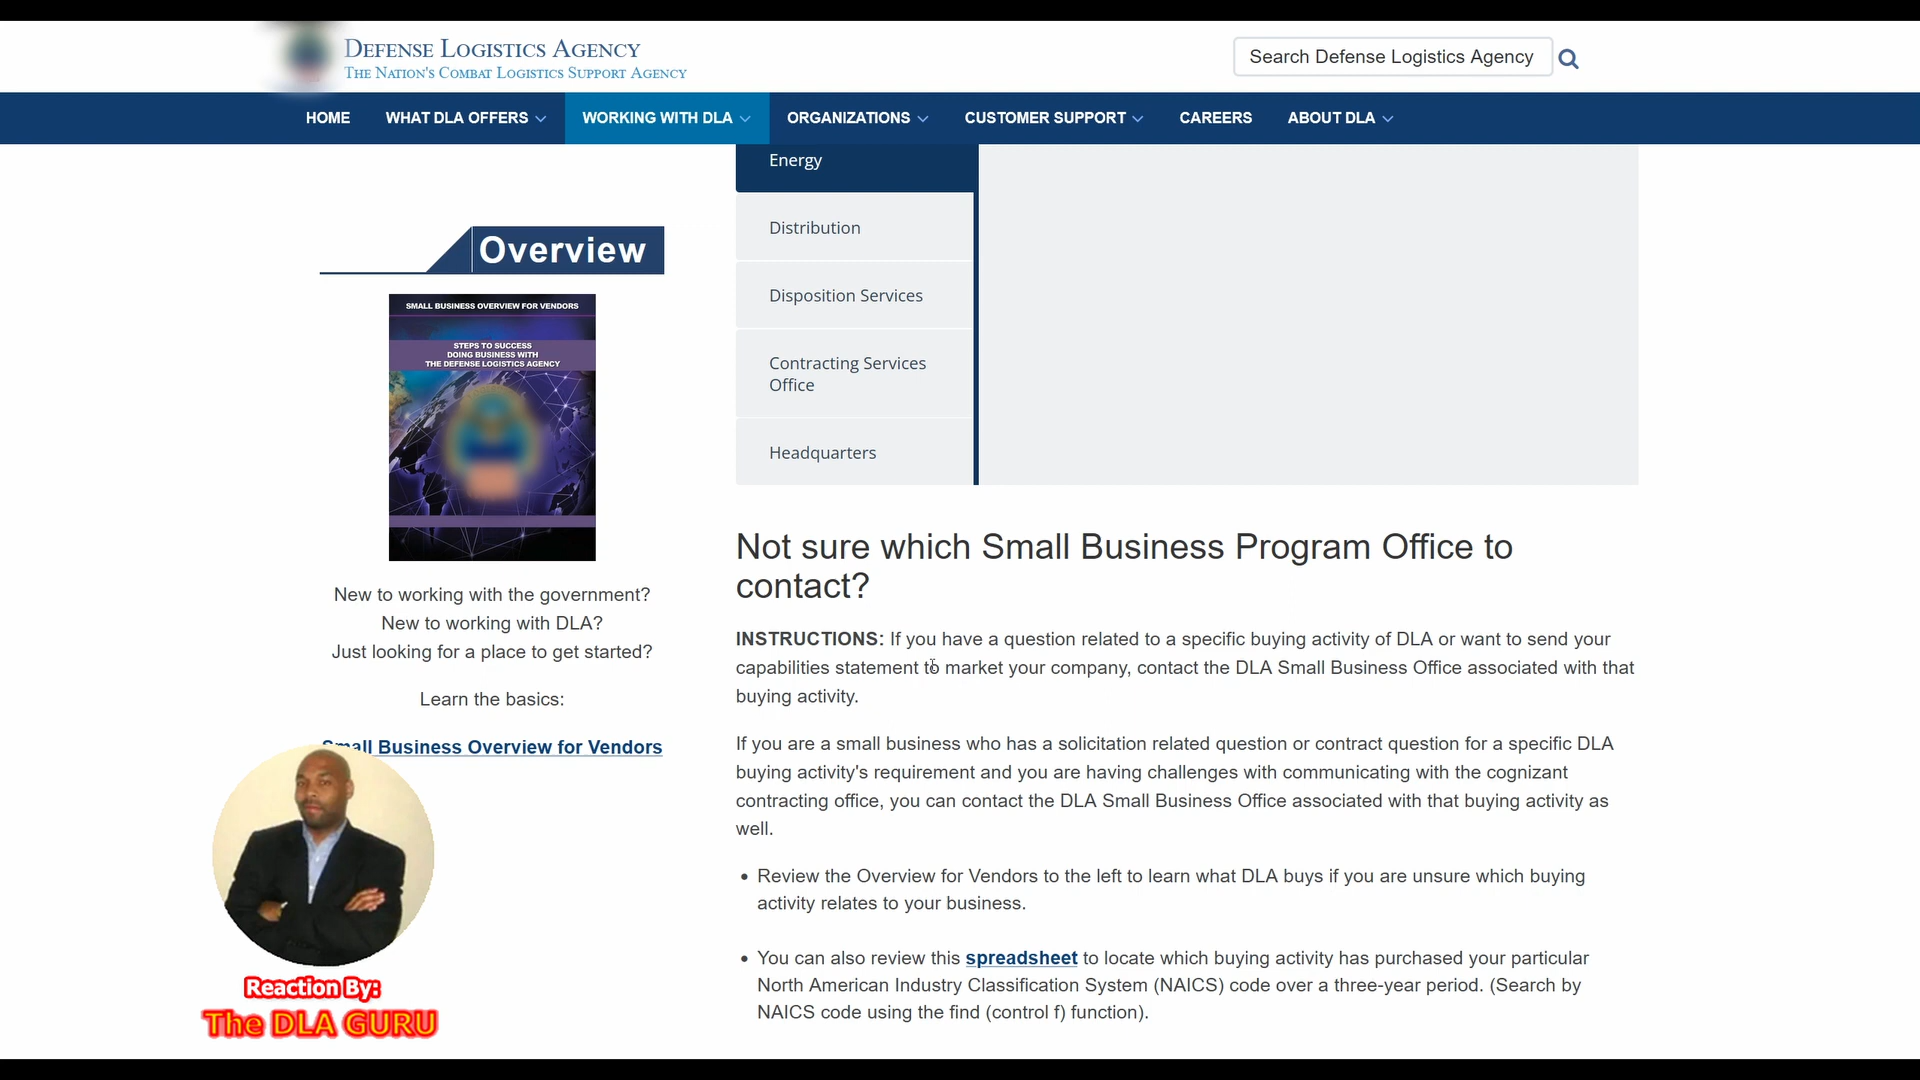 DEFENSE LOGISTICS AGENCY
THE NATION'S COMBAT LOGISTICS SUPPORT AGENCY
Search Defense Logistics Agency
HOME WHAT DLA OFFERS WORKING WITH DLA ORGANIZATIONS CUSTOMER SUPPORT CAREERS ABOUT DLA
Energy
Distribution
Disposition Services
Contracting Services
Office
Headquarters
Overview
SMALL BUSINESS OVERVIEW FOR VENDORS
STEPS TO SUCCESS
DOING BUSINESS WITH
THE DEFENSE LOGISTICS AGENCY
New to working with the government?
New to working with DLA?
Just looking for a place to get started?
Learn the basics:
Small Business Overview for Vendors
Reaction By:
The DLA GURU
Not sure which Small Business Program Office to
contact?
INSTRUCTIONS: If you have a question related to a specific buying activity of DLA or want to send your
capabilities statement to market your company, contact the DLA Small Business Office associated with that
buying activity.
If you are a small business who has a solicitation related question or contract question for a specific DLA
buying activity's requirement and you are having challenges with communicating with the cognizant
contracting office, you can contact the DLA Small Business Office associated with that buying activity as
well.
• Review the Overview for Vendors to the left to learn what DLA buys if you are unsure which buying
activity relates to your business.
• You can also review this spreadsheet to locate which buying activity has purchased your particular
North American Industry Classification System (NAICS) code over a three-year period. (Search by
NAICS code using the find (control f) function).